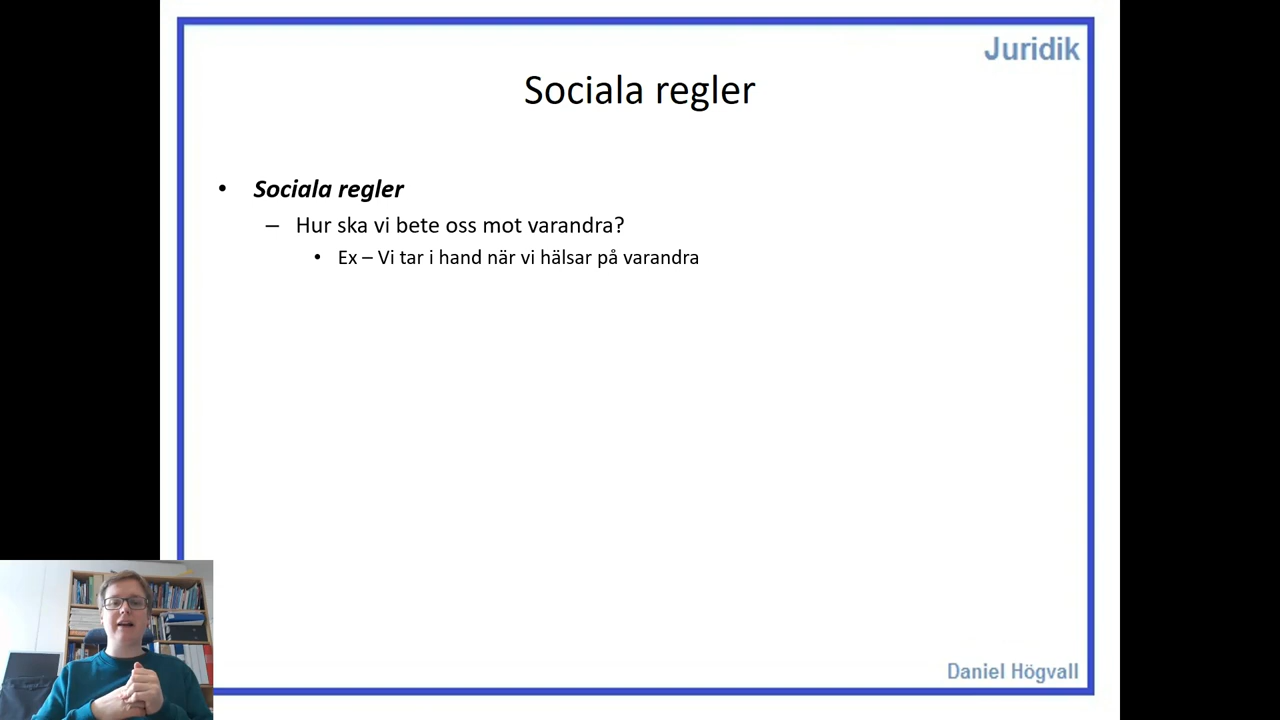 Juridik
Sociala regler
• Sociala regler
– Hur ska vi bete oss mot varandra?
• Ex – Vi tar i hand när vi hälsar på varandra
Daniel Högvall